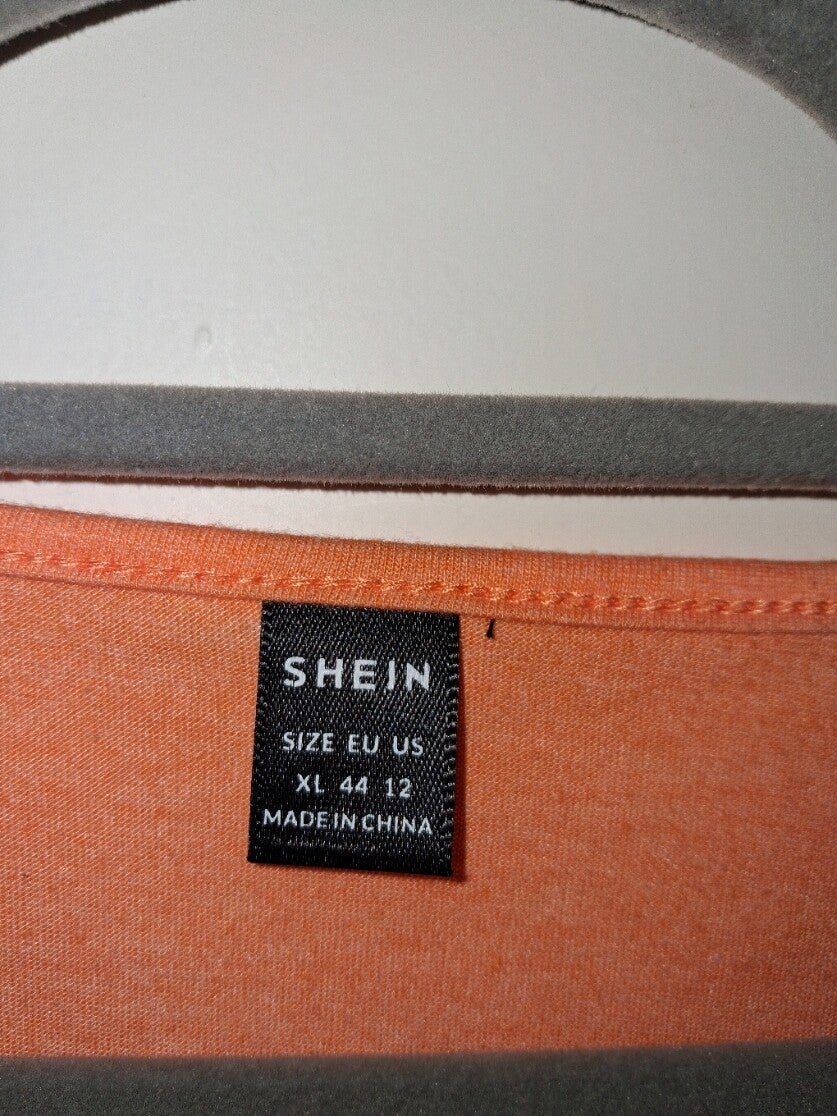 SHEIN
SIZE EU US
XL 44 12
MADE IN CHINA